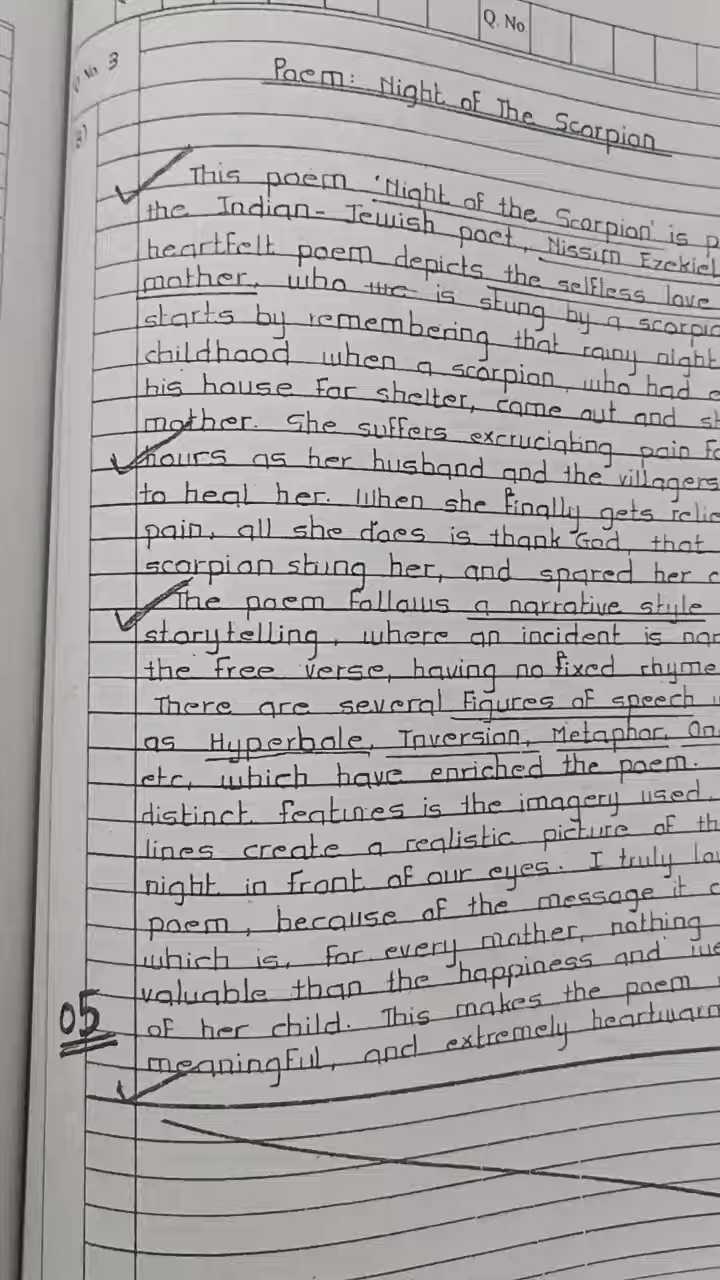 Q. No
No. 3
Poem: Night of The Scorpion
B)
This poem 'Night of the Scorpion' is
the Indian-Jewish poet, Nissim Ezekiel
heartfelt poem depicts the selfless love
mother, who is stung by a
starts by remembering that rainy night
childhood when a scorpion, who had
his house for shelter, came out and
mother. She suffers excruciating pain
hours as her husband and the villagers
to heal her. When she finally gets
pain, all she does is thank God, that
scorpion stung her, and spared her
The poem follows a narrative style
storytelling, where an incident is
the free verse, having no fixed rhyme
There are several figures of speech
as Hyperbole, Inversion, Metaphor,
etc, which have enriched the poem.
distinct features is the imagery used.
lines create a realistic picture of
night in front of our eyes. I truly
poem, because of the message it
which is, for every mother, nothing
valuable than the happiness and
of her child. This makes the poem
meaningful, and extremely
05